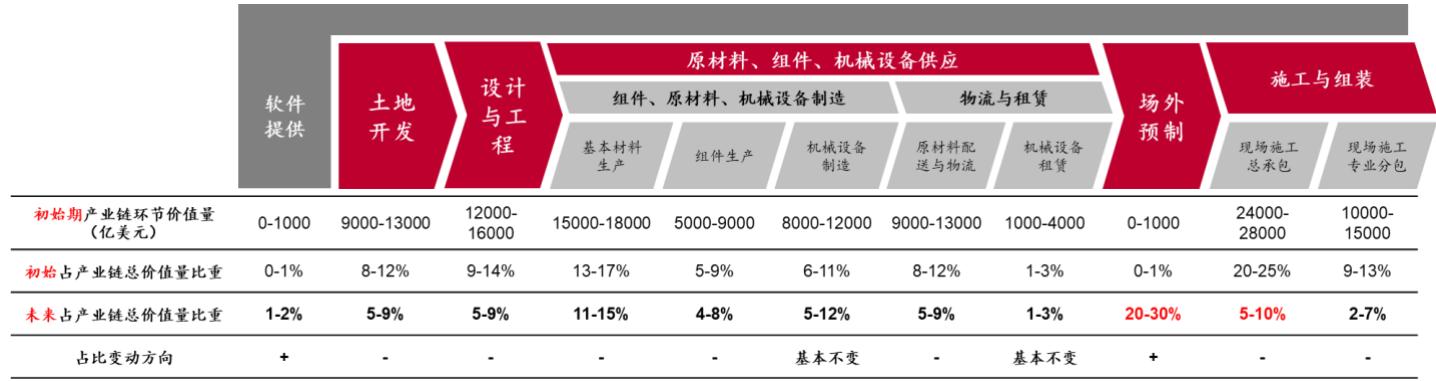 软件
提供
土地
开发
设计
与工
程
原材料、组件、机械设备供应
组件、原材料、机械设备制造
物流与租赁
基本材料
生产
组件生产
机械设备
制造
原材料配
送与物流
机械设备
租赁
场外
预制
施工与组装
现场施工
总承包
现场施工
专业分包
初始期产业链环节价值量
（亿美元）
0-1000
9000-13000
12000-
16000
15000-18000
5000-9000
8000-12000
9000-13000
1000-4000
0-1000
24000-
28000
10000-
15000
初始占产业链总价值量比重
0-1%
8-12%
9-14%
13-17%
5-9%
6-11%
8-12%
1-3%
0-1%
20-25%
9-13%
未来占产业链总价值量比重
1-2%
5-9%
5-9%
11-15%
4-8%
5-12%
5-9%
1-3%
20-30%
5-10%
2-7%
占比变动方向
+
-
-
-
-
基本不变
-
基本不变
+
-
-